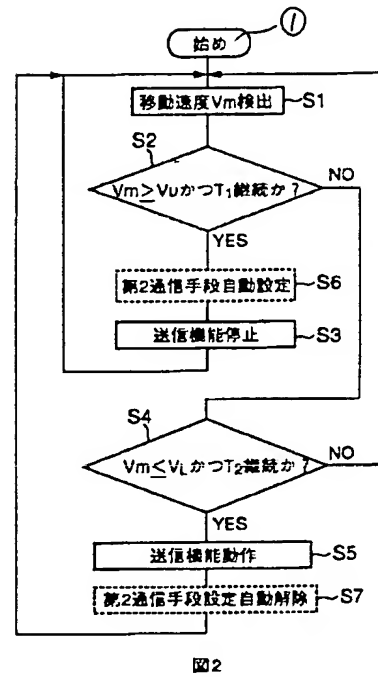 始め
①
移動速度Vm検出
S1
S2
Vm≧VUかつT1継続か?
NO
YES
第2通信手段自動設定
S6
送信機能停止
S3
S4
Vm≦VLかつT2継続か?
NO
YES
送信機能動作
S5
第2通信手段設定自動解除
S7
図2